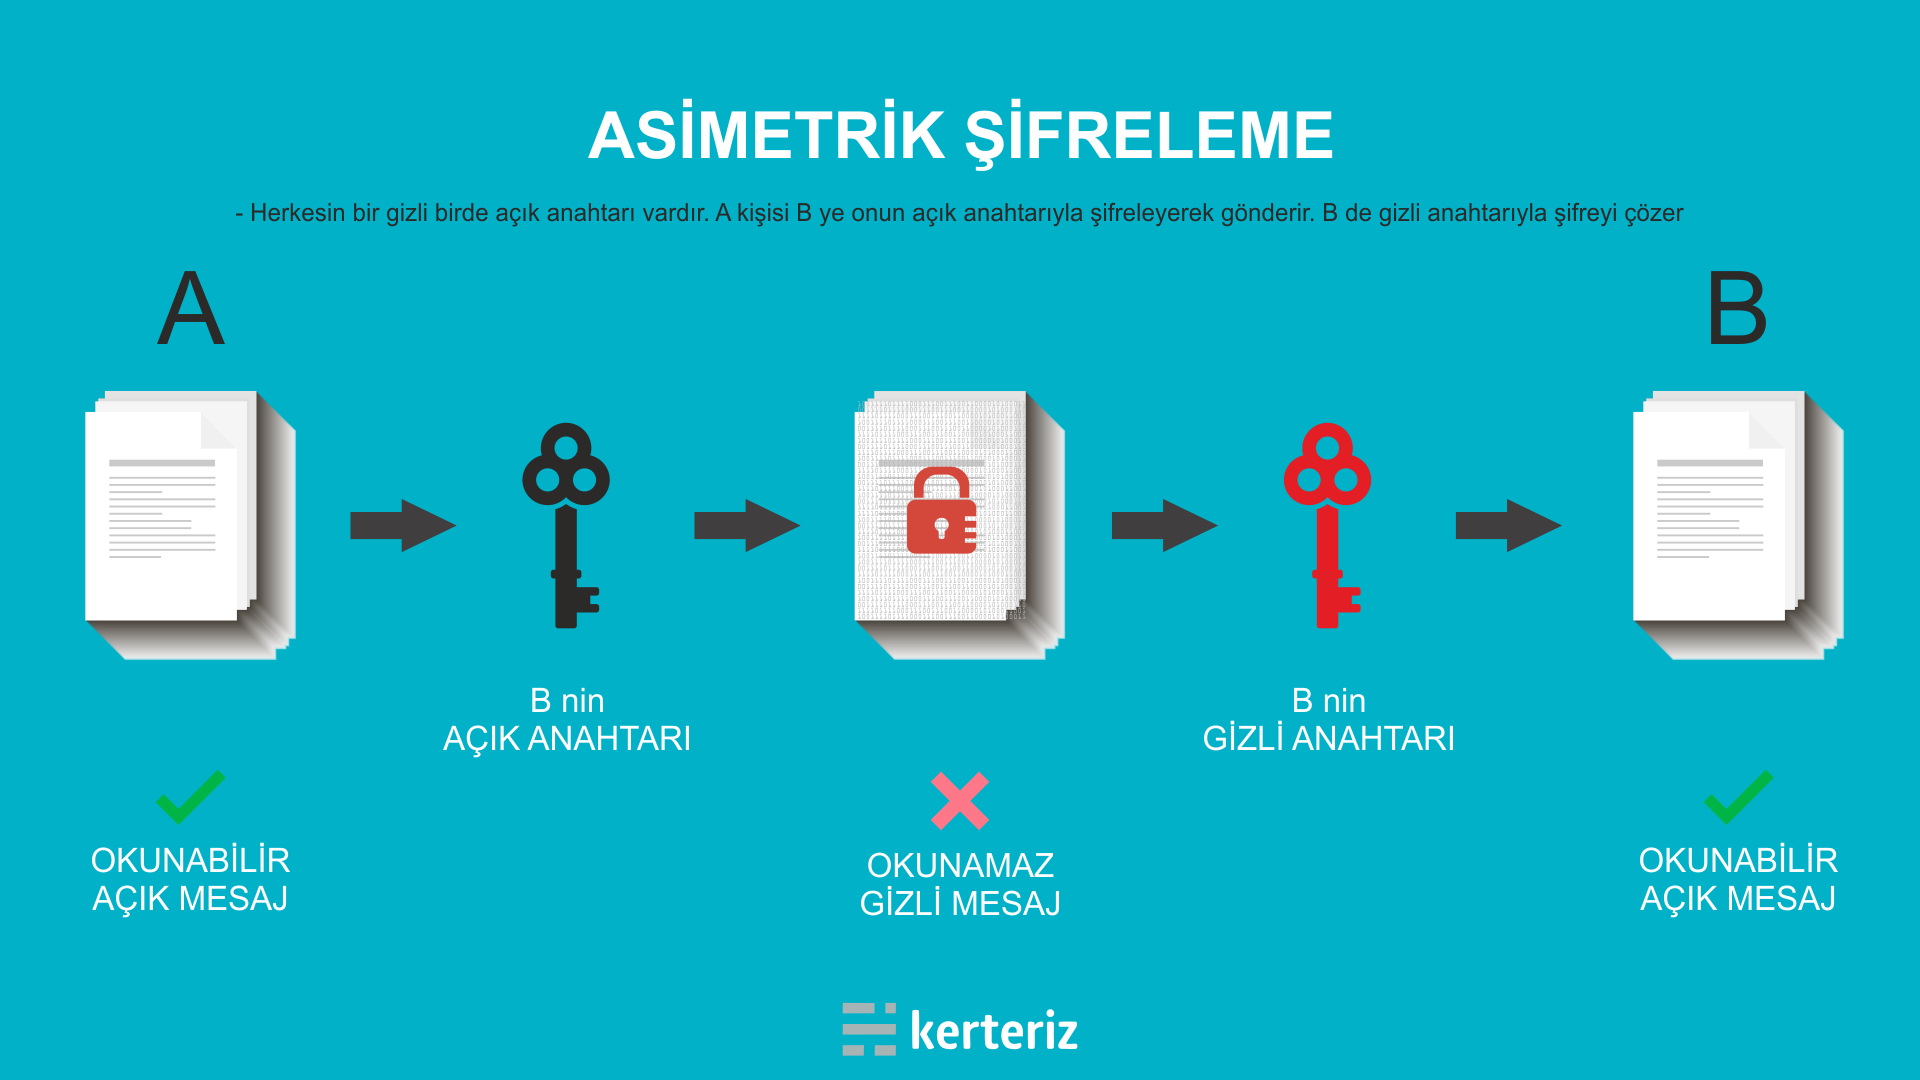 ASİMETRİK ŞİFRELEME
- Herkesin bir gizli birde açık anahtarı vardır. A kişisi B ye onun açık anahtarıyla şifreleyerek gönderir. B de gizli anahtarıyla şifreyi çözer
A
B
B nin
AÇIK ANAHTARI
B nin
GİZLİ ANAHTARI
OKUNABİLİR
AÇIK MESAJ
OKUNAMAZ
GİZLİ MESAJ
OKUNABİLİR
AÇIK MESAJ
kerteriz